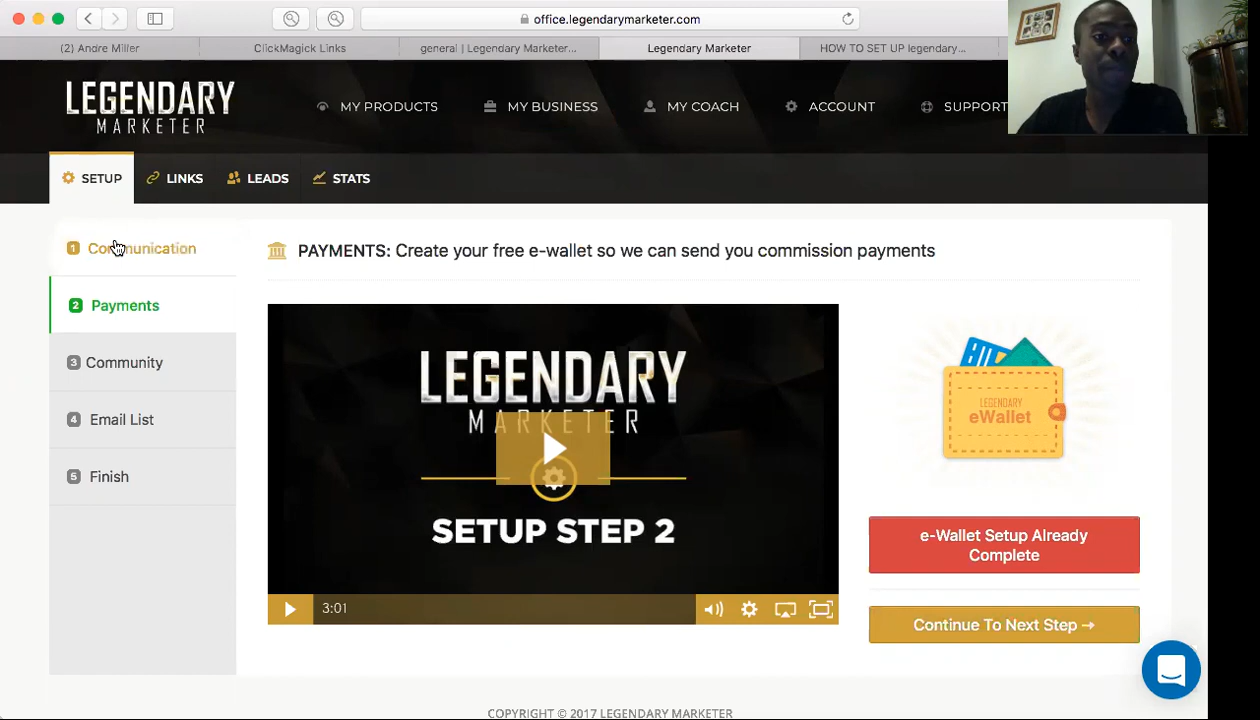 office.legendarymarketer.com
(2) Andre Miller
ClickMagick Links
general | Legendary Marketer...
Legendary Marketer
HOW TO SET UP legendary...
LEGENDARY
MARKETER
MY PRODUCTS
MY BUSINESS
MY COACH
ACCOUNT
SUPPORT
SETUP
LINKS
LEADS
STATS
1 Communication
2 Payments
3 Community
4 Email List
5 Finish
PAYMENTS: Create your free e-wallet so we can send you commission payments
LEGENDARY
MARKETER
SETUP STEP 2
3:01
LEGENDARY
eWallet
e-Wallet Setup Already
Complete
Continue To Next Step →
COPYRIGHT © 2017 LEGENDARY MARKETER